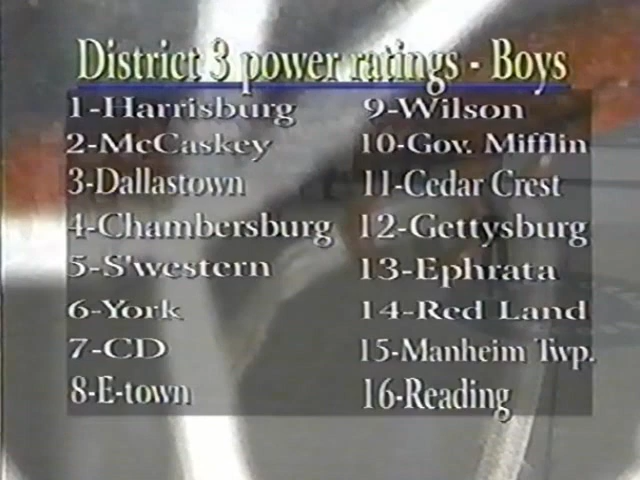 District 3 power ratings - Boys
1-Harrisburg
2-McCaskey
3-Dallastown
4-Chambersburg
5-S'western
6-York
7-CD
8-E-town
9-Wilson
10-Gov. Mifflin
11-Cedar Crest
12-Gettysburg
13-Ephrata
14-Red Land
15-Manheim Twp.
16-Reading